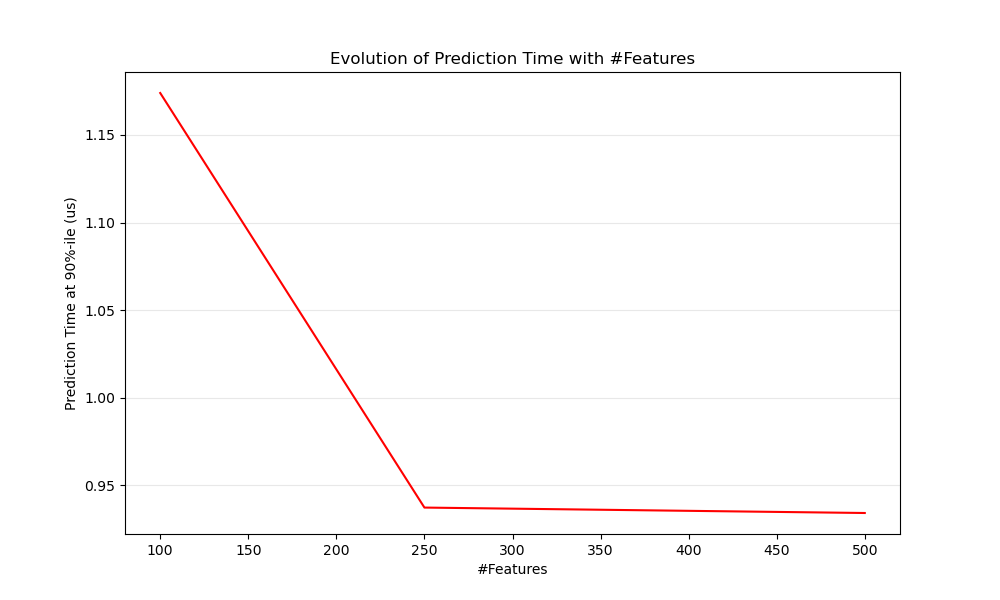 Evolution of Prediction Time with #Features
Prediction Time at 90%-ile (us)
1.15
1.10
1.05
1.00
0.95
100 150 200 250 300 350 400 450 500
#Features